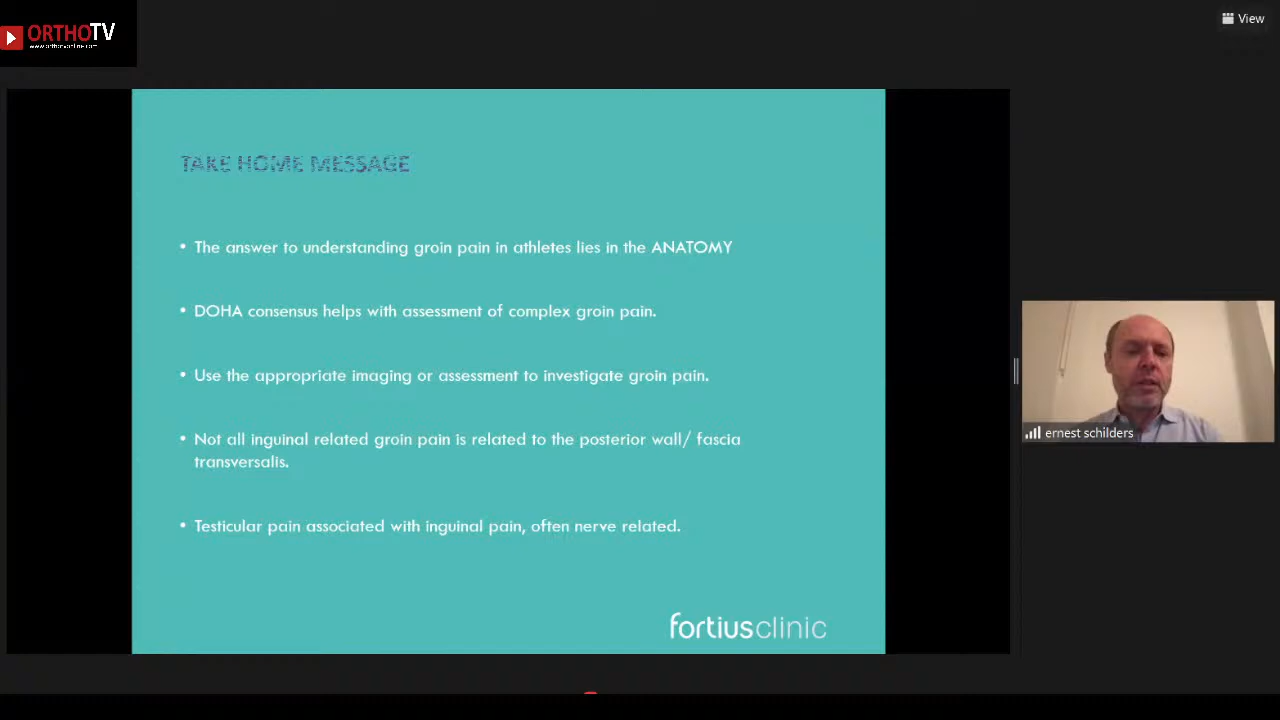 ORTHOTV
View
TAKE HOME MESSAGE
• The answer to understanding groin pain in athletes lies in the ANATOMY
• DOHA consensus helps with assessment of complex groin pain.
• Use the appropriate imaging or assessment to investigate groin pain.
• Not all inguinal related groin pain is related to the posterior wall/ fascia
transversalis.
• Testicular pain associated with inguinal pain, often nerve related.
ernest schilders
fortiusclinic